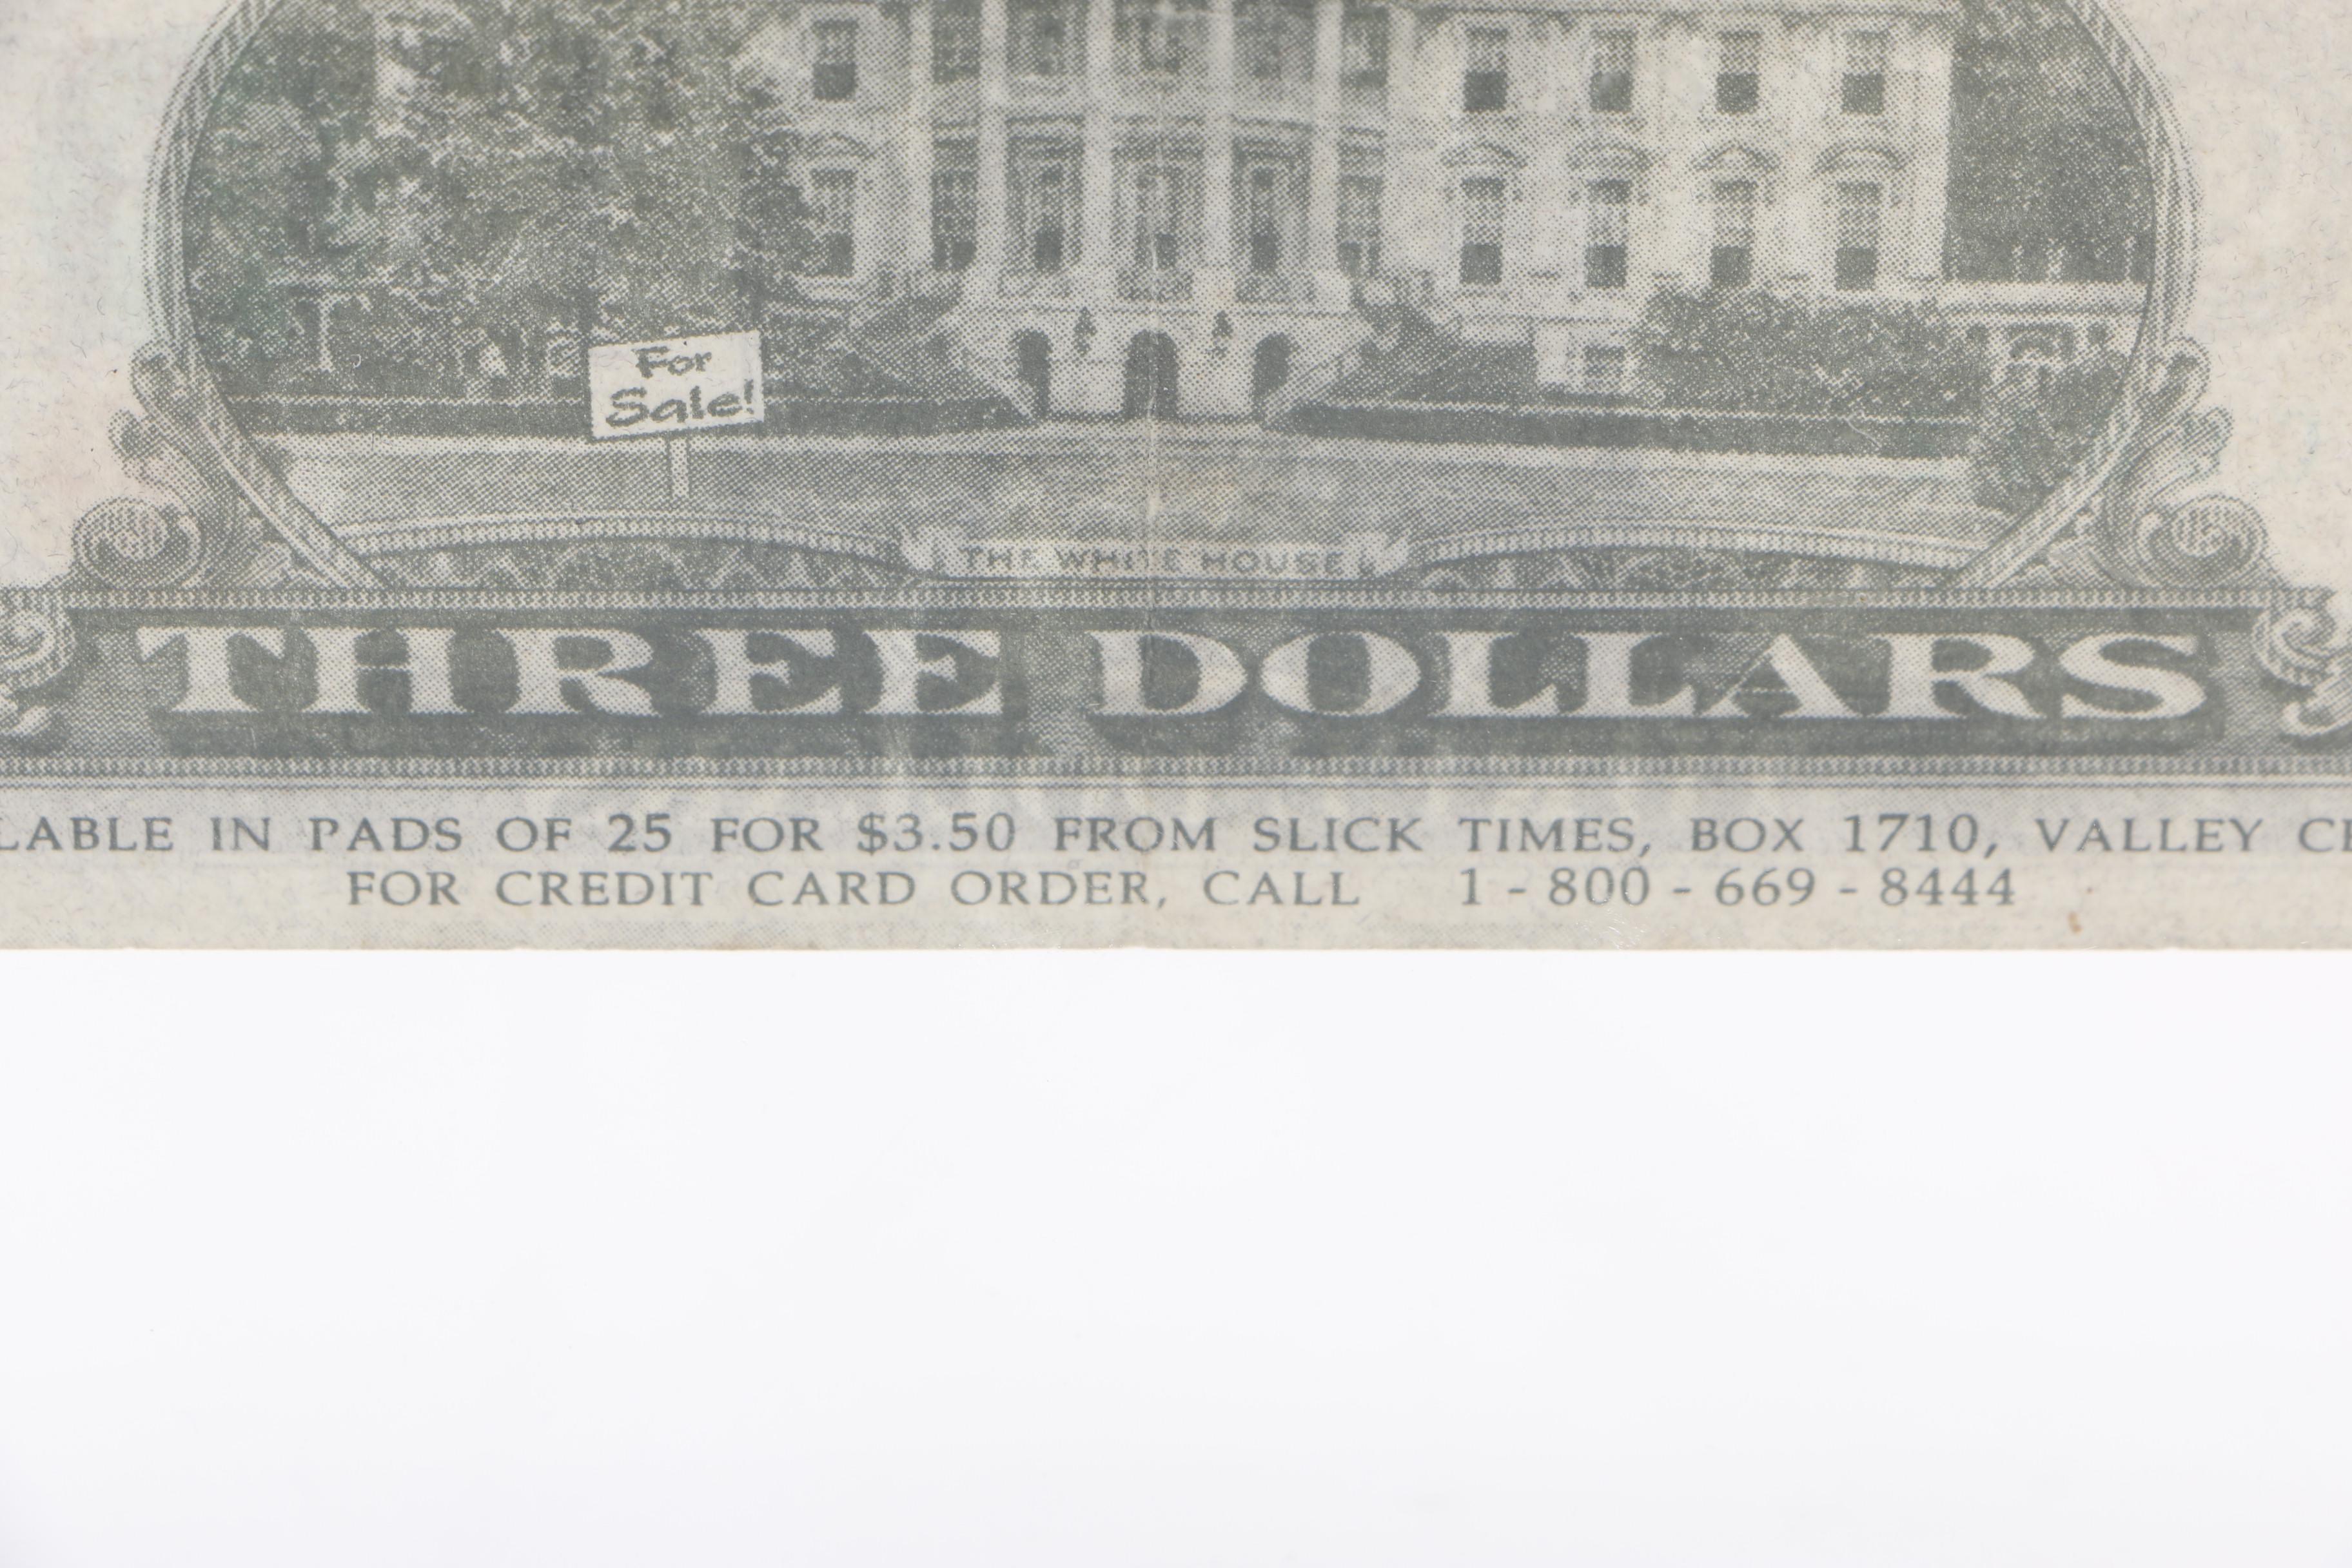 For
Sale!
THE WHITE HOUSE
THREE DOLLARS
LABLE IN PADS OF 25 FOR $3.50 FROM SLICK TIMES, BOX 1710, VALLEY CE
FOR CREDIT CARD ORDER, CALL 1-800-669-8444